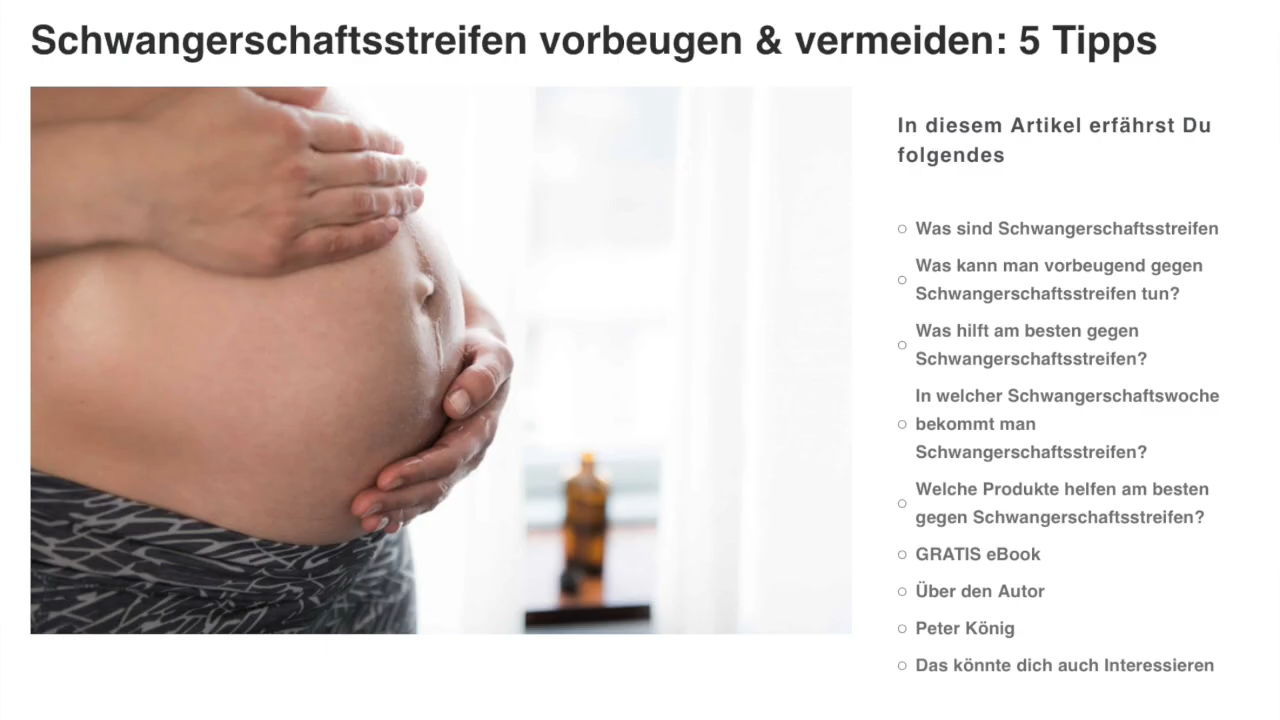 Schwangerschaftsstreifen vorbeugen & vermeiden: 5 Tipps
In diesem Artikel erfährst Du
folgendes
Was sind Schwangerschaftsstreifen
Was kann man vorbeugend gegen
Schwangerschaftsstreifen tun?
Was hilft am besten gegen
Schwangerschaftsstreifen?
In welcher Schwangerschaftswoche
bekommt man
Schwangerschaftsstreifen?
Welche Produkte helfen am besten
gegen Schwangerschaftsstreifen?
GRATIS eBook
Über den Autor
Peter König
Das könnte dich auch Interessieren